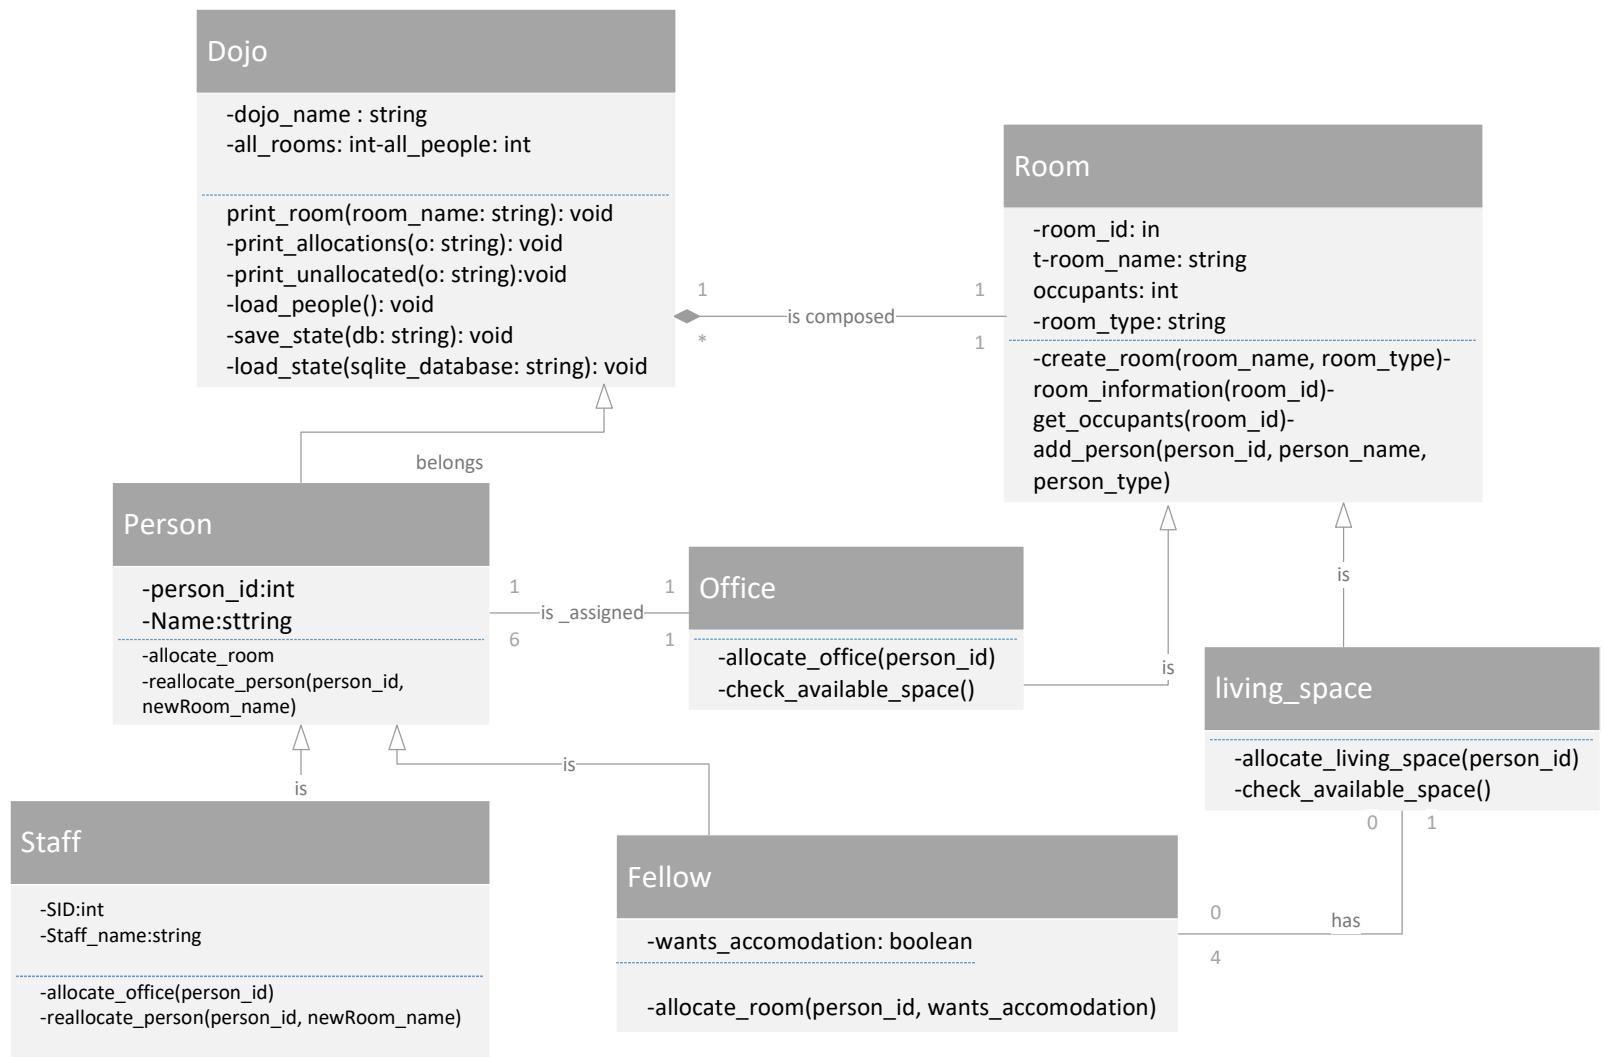 Dojo
-dojo_name : string
-all_rooms: int-all_people: int
print_room(room_name: string): void
-print_allocations(o: string): void
-print_unallocated(o: string):void
-load_people(): void
-save_state(db: string): void
-load_state(sqlite_database: string): void
Room
-room_id: in
t-room_name: string
occupants: int
-room_type: string
-create_room(room_name, room_type)-
room_information(room_id)-
get_occupants(room_id)-
add_person(person_id, person_name,
person_type)
1
1
is composed
*
1
belongs
Person
-person_id:int
-Name:sttring
-allocate_room
-reallocate_person(person_id,
newRoom_name)
1
1
is _assigned
6
1
Office
-allocate_office(person_id)
-check_available_space()
is
is
living_space
-allocate_living_space(person_id)
-check_available_space()
0
1
is
is
Staff
-SID:int
-Staff_name:string
-allocate_office(person_id)
-reallocate_person(person_id, newRoom_name)
Fellow
-wants_accomodation: boolean
-allocate_room(person_id, wants_accomodation)
0
has
4